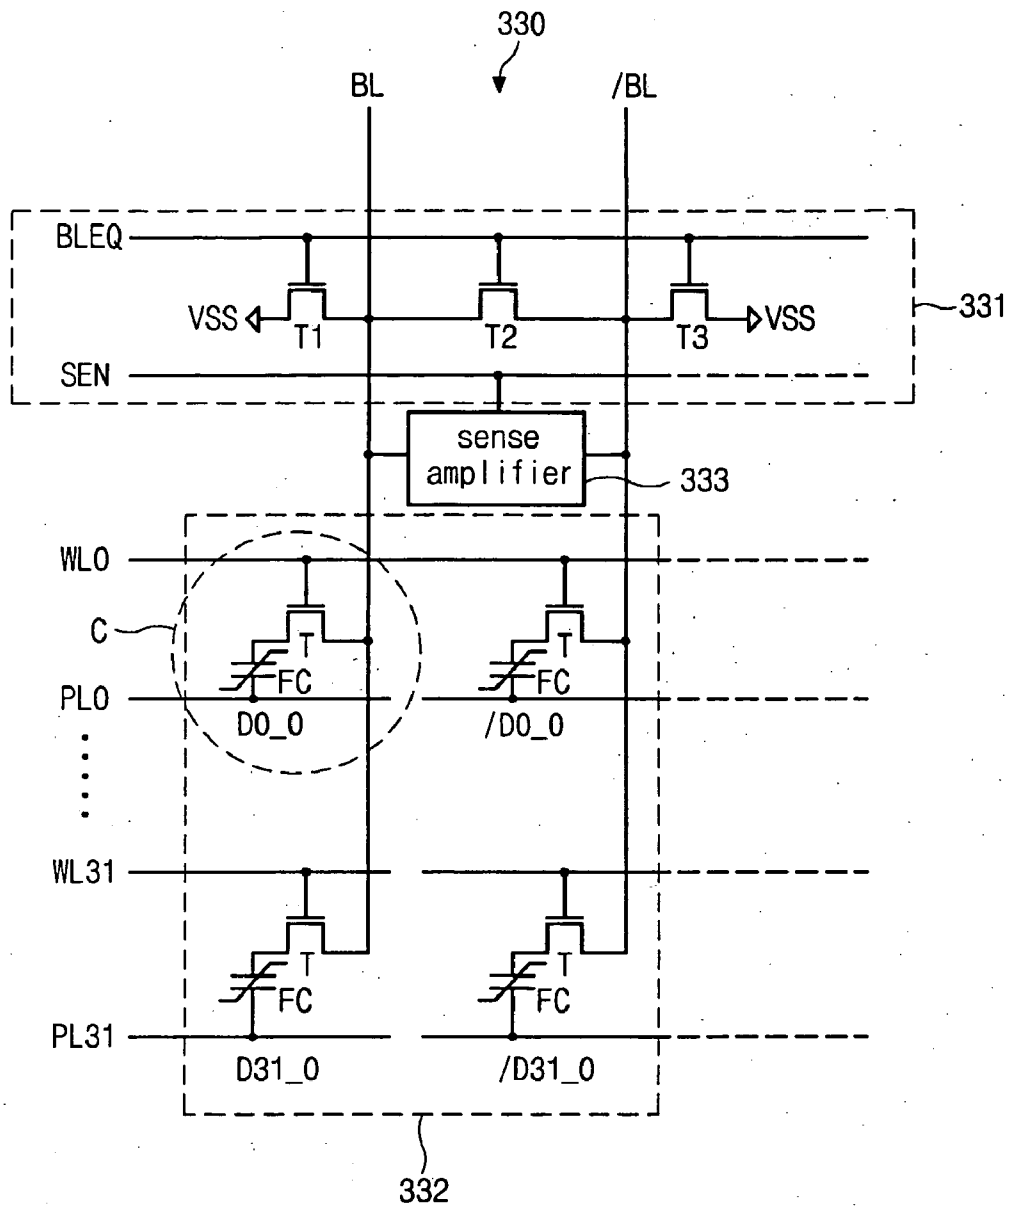 330
BL /BL
BLEQ
VSS T1 T2 T3 VSS
331
SEN
sense
amplifier
333
WL0
C
T T
FC FC
PL0
D0_0 /D0_0
WL31
T T
FC FC
PL31
D31_0 /D31_0
332